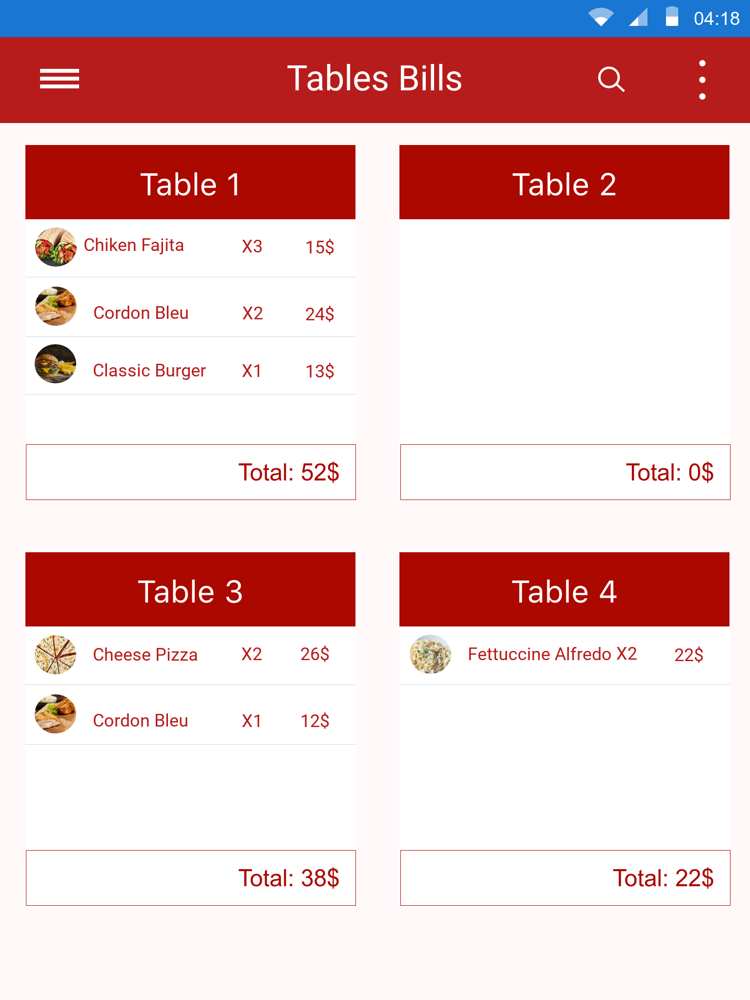 04:18
Tables Bills
Table 1
Chiken Fajita X3 15$
Cordon Bleu X2 24$
Classic Burger X1 13$
Total: 52$
Table 2
Total: 0$
Table 3
Cheese Pizza X2 26$
Cordon Bleu X1 12$
Total: 38$
Table 4
Fettuccine Alfredo X2 22$
Total: 22$